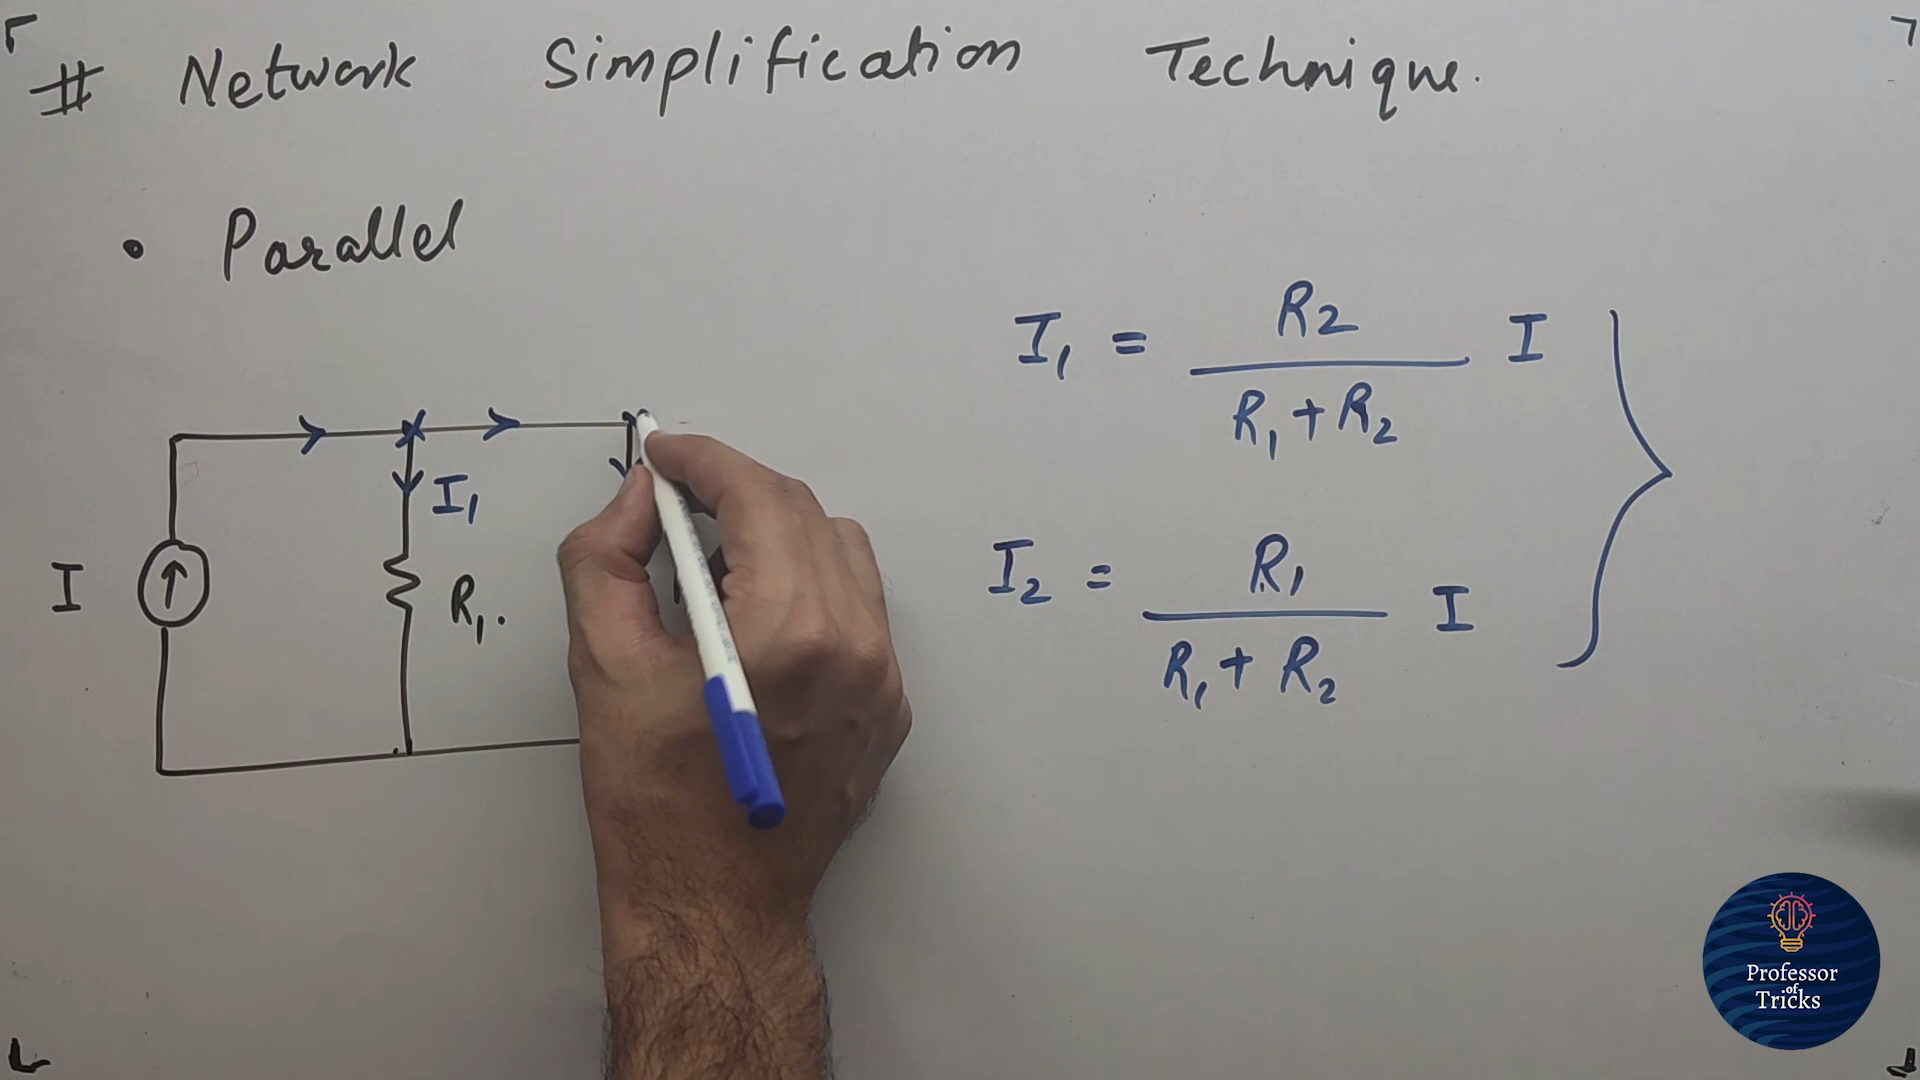 # Network Simplification Technique.
• Parallel
I₁ = R₂ / (R₁ + R₂) I
I₂ = R₁ / (R₁ + R₂) I
I₁
I
R₁.
Professor
of
Tricks